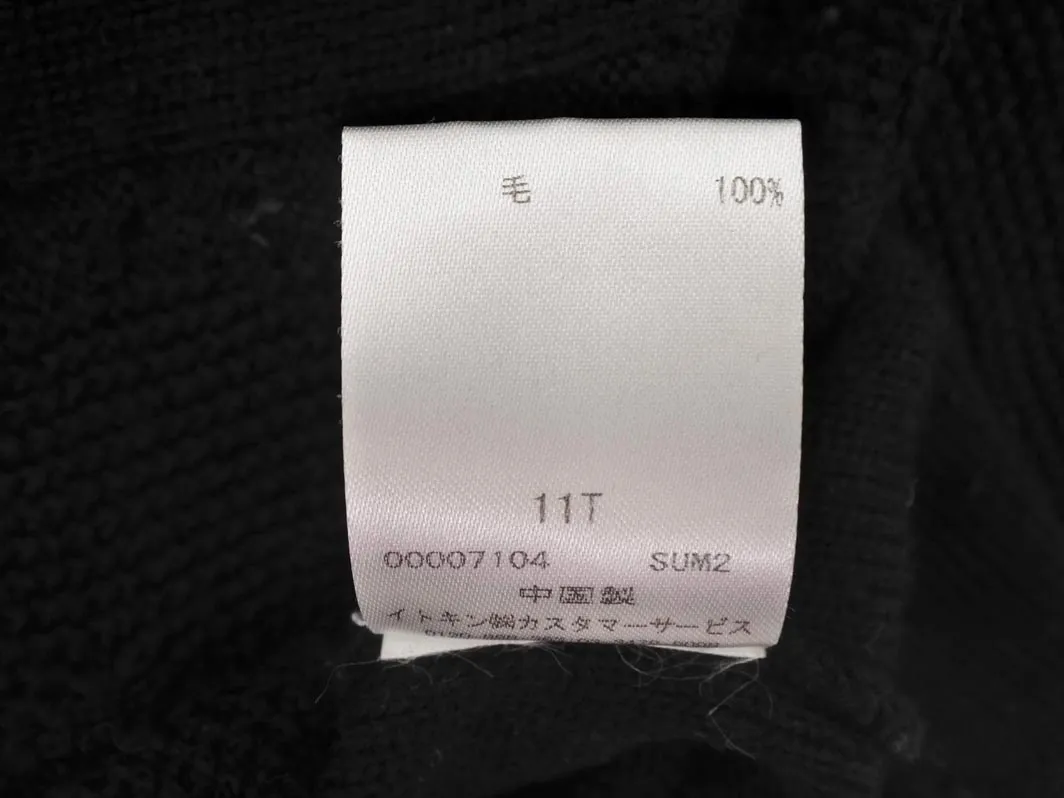 毛 100%
11T
00007104 SUM2
中国製
イトキン㈱カスタマーサービス